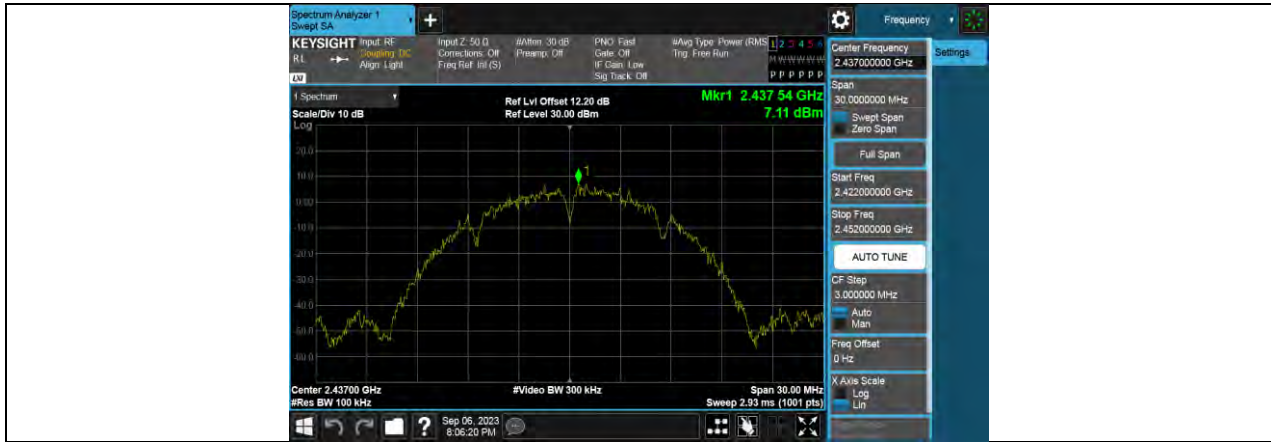 Spectrum Analyzer 1
Swept SA
+
Frequency
KEYSIGHT
RL
LXI
Input: RF
Coupling: DC
Align: Light
Input Z: 50 Ω
Corrections: Off
Freq Ref: Int (S)
#Atten: 30 dB
Preamp: Off
PNO: Fast
Gate: Off
IF Gain: Low
Sig Track: Off
#Avg Type: Power (RMS
Trig: Free Run
1 2 3 4 5 6
M W W W W W
P P P P P P
1 Spectrum
Scale/Div 10 dB
Log
Ref Lvl Offset 12.20 dB
Ref Level 30.00 dBm
Mkr1 2.437 54 GHz
7.11 dBm
1
20.0
10.0
0.00
-10.0
-20.0
-30.0
-40.0
-50.0
-60.0
Center 2.43700 GHz
#Res BW 100 kHz
#Video BW 300 kHz
Span 30.00 MHz
Sweep 2.93 ms (1001 pts)
Center Frequency
2.437000000 GHz
Settings
Span
30.0000000 MHz
Swept Span
Zero Span
Full Span
Start Freq
2.422000000 GHz
Stop Freq
2.452000000 GHz
AUTO TUNE
CF Step
3.000000 MHz
Auto
Man
Freq Offset
0 Hz
X Axis Scale
Log
Lin
?
Sep 06, 2023
8:06:20 PM